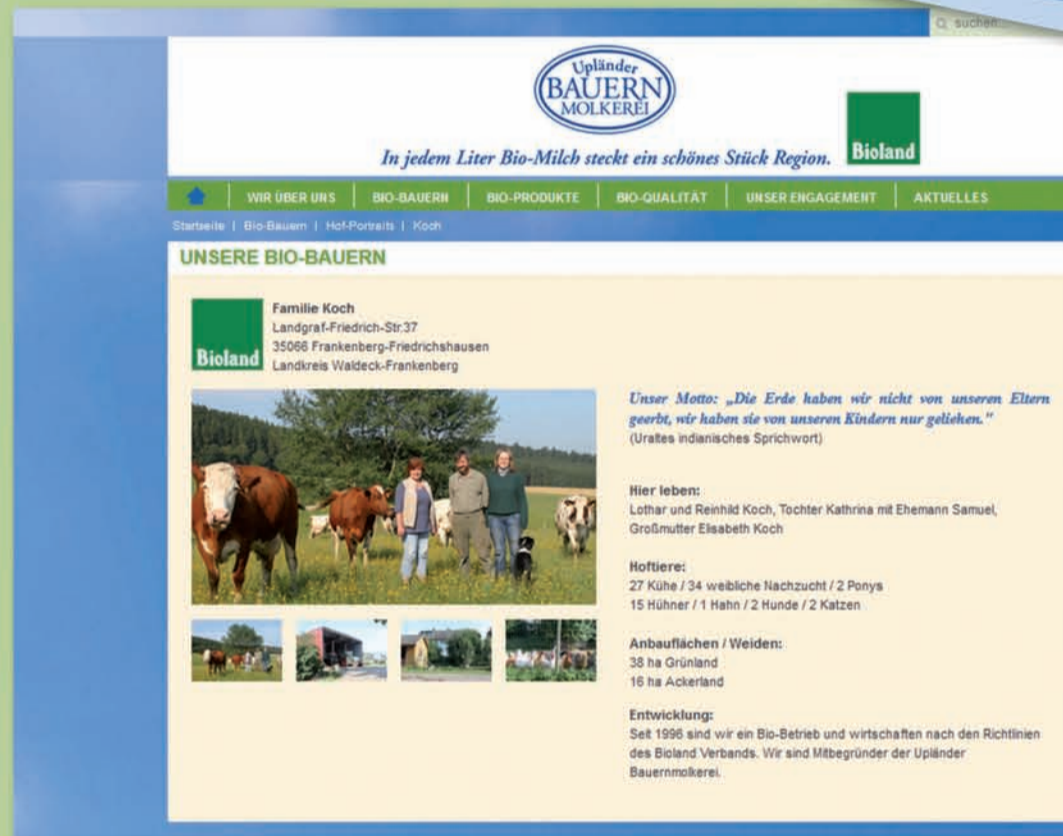 suchen...
Upländer
BAUERN
MOLKEREI
In jedem Liter Bio-Milch steckt ein schönes Stück Region.
Bioland
WIR ÜBER UNS | BIO-BAUERN | BIO-PRODUKTE | BIO-QUALITÄT | UNSER ENGAGEMENT | AKTUELLES
Startseite | Bio-Bauern | Hof-Portraits | Koch
UNSERE BIO-BAUERN
Bioland
Familie Koch
Landgraf-Friedrich-Str.37
35066 Frankenberg-Friedrichshausen
Landkreis Waldeck-Frankenberg
Unser Motto: „Die Erde haben wir nicht von unseren Eltern
geerbt, wir haben sie von unseren Kindern nur geliehen."
(Uraltes indianisches Sprichwort)
Hier leben:
Lothar und Reinhild Koch, Tochter Kathrina mit Ehemann Samuel,
Großmutter Elisabeth Koch
Hoftiere:
27 Kühe / 34 weibliche Nachzucht / 2 Ponys
15 Hühner / 1 Hahn / 2 Hunde / 2 Katzen
Anbauflächen / Weiden:
38 ha Grünland
16 ha Ackerland
Entwicklung:
Seit 1996 sind wir ein Bio-Betrieb und wirtschaften nach den Richtlinien
des Bioland Verbands. Wir sind Mitbegründer der Upländer
Bauernmolkerei.